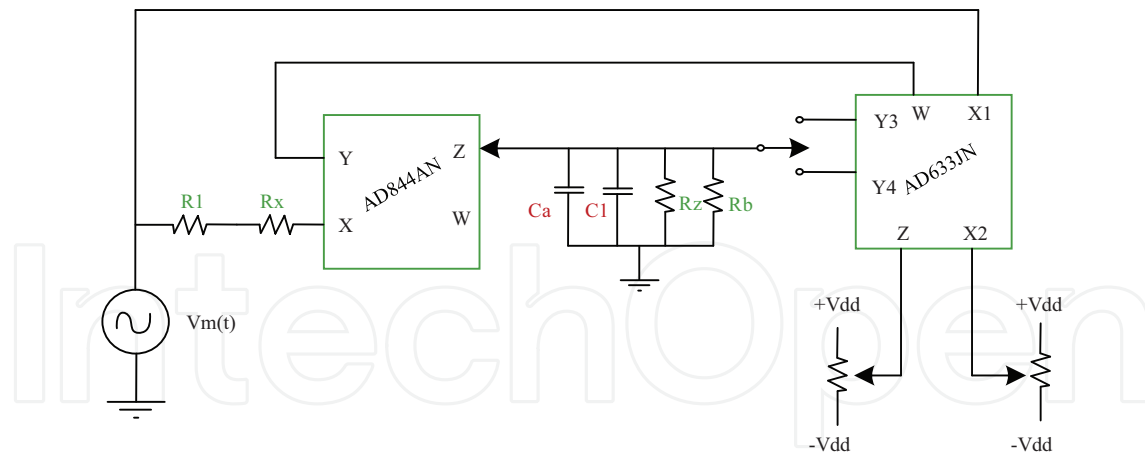 Y3
W
X1
Y
Z
AD844AN
AD633JN
Y4
R1
Rx
X
W
Ca
C1
Rz
Rb
Z
X2
Vm(t)
+Vdd
+Vdd
-Vdd
-Vdd
IntechOpen